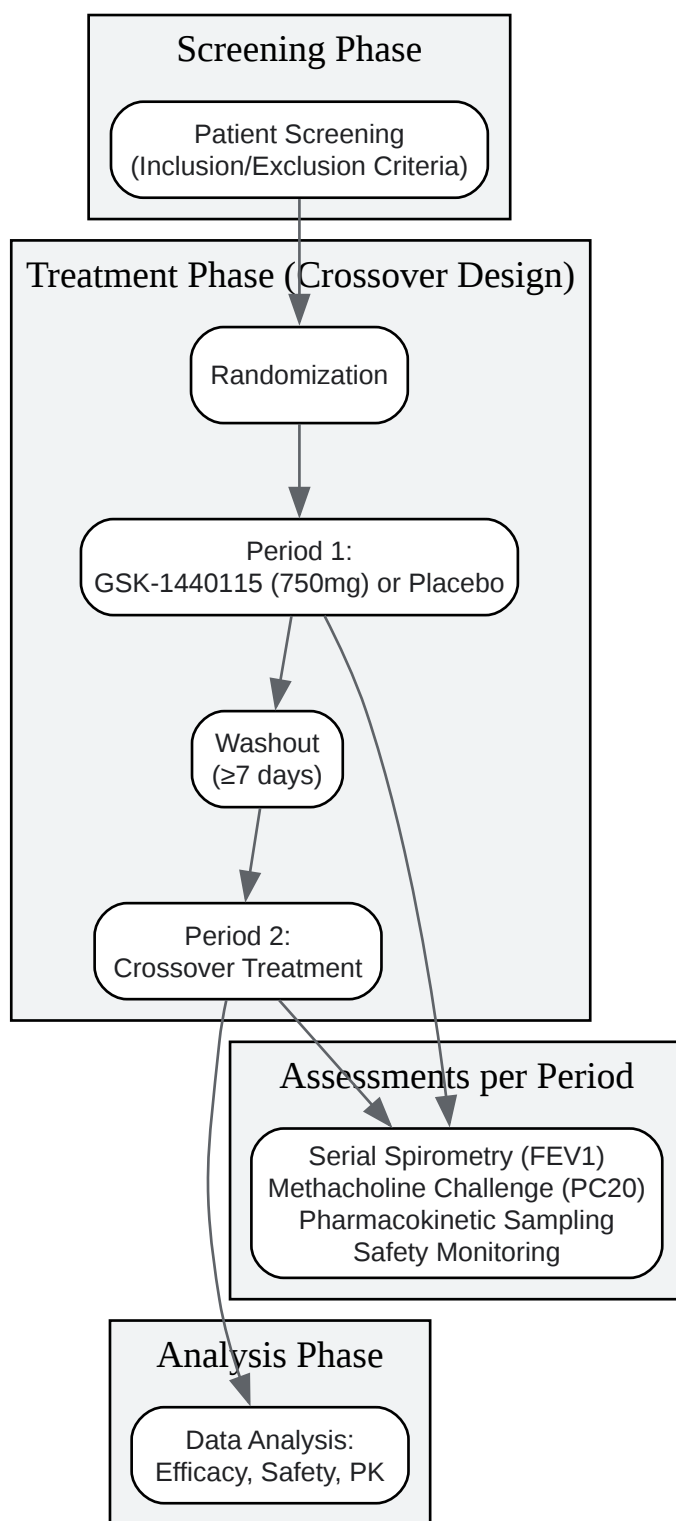 Screening Phase
Patient Screening
(Inclusion/Exclusion Criteria)
Treatment Phase (Crossover Design)
Randomization
Period 1:
GSK-1440115 (750mg) or Placebo
Washout
(≥7 days)
Period 2:
Crossover Treatment
Assessments per Period
Serial Spirometry (FEV1)
Methacholine Challenge (PC20)
Pharmacokinetic Sampling
Safety Monitoring
Analysis Phase
Data Analysis:
Efficacy, Safety, PK